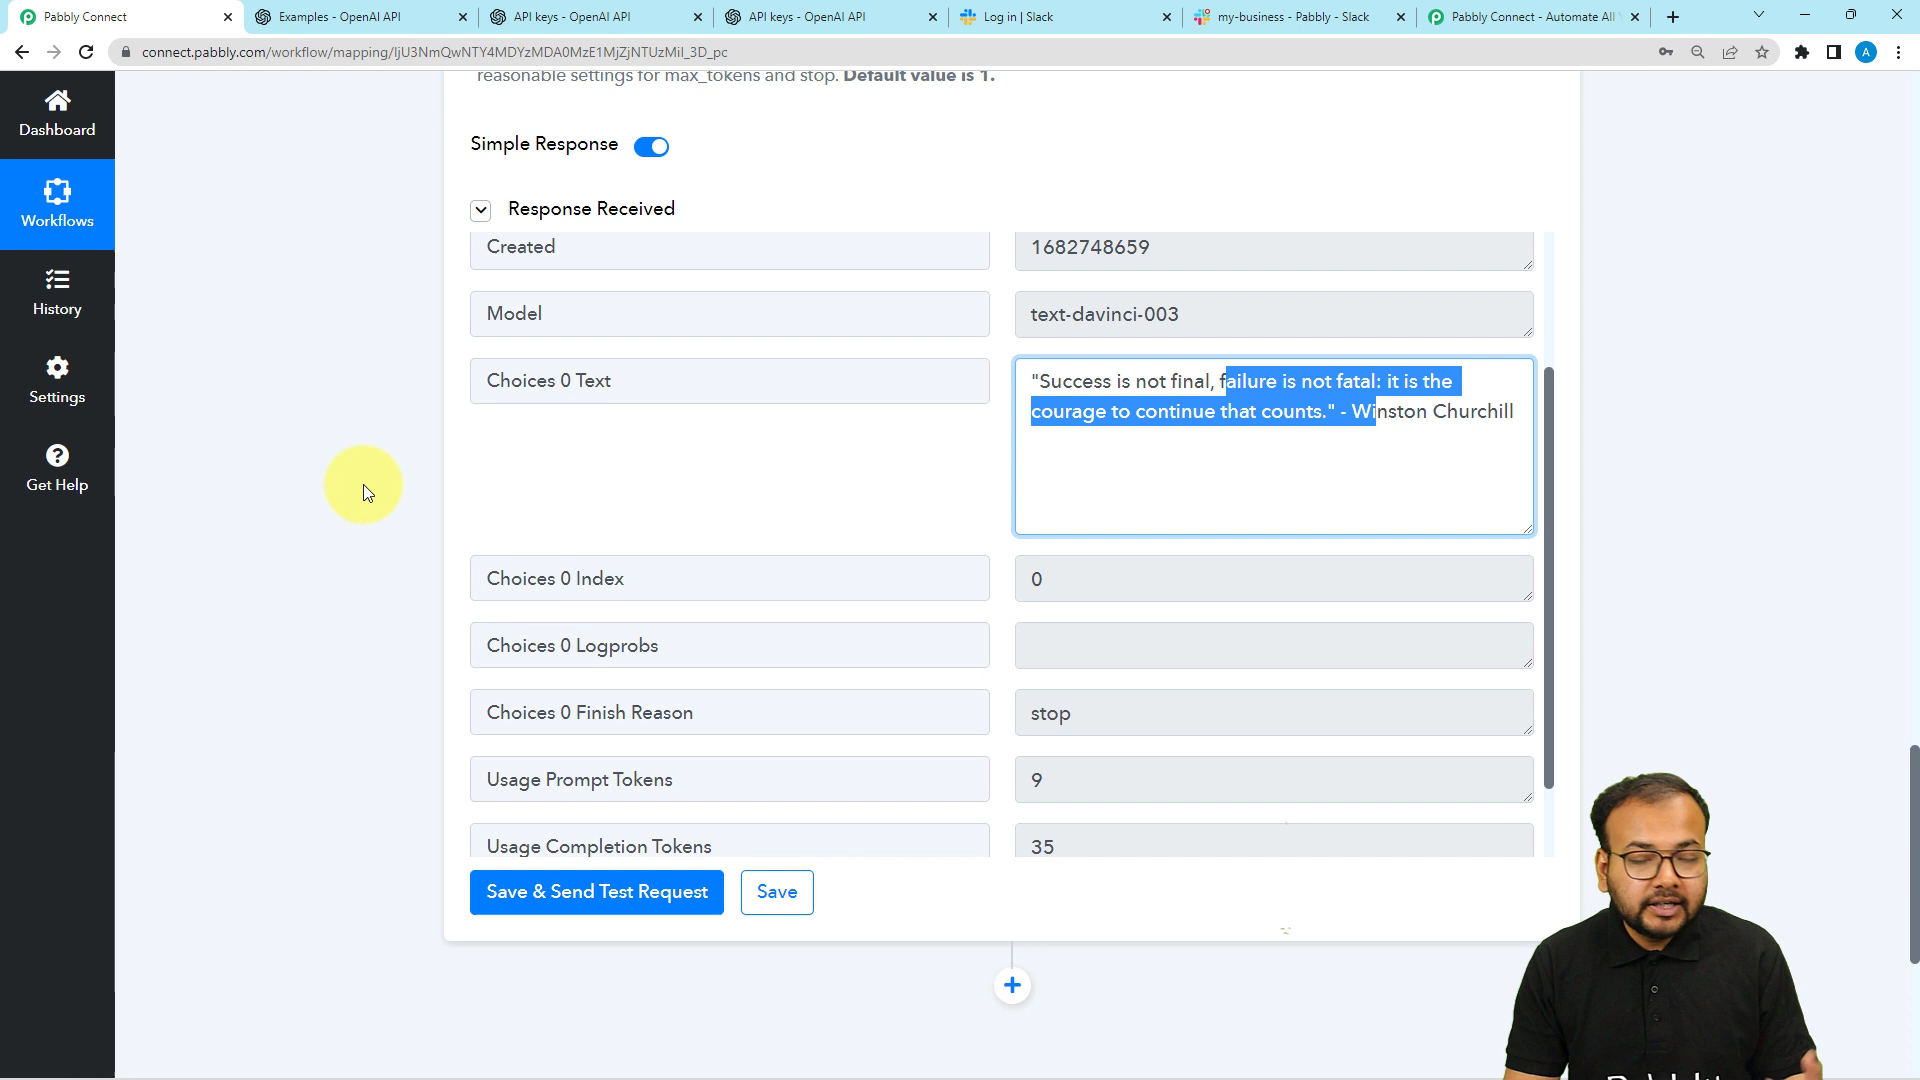 Pabbly Connect
Examples - OpenAI API
API keys - OpenAI API
API keys - OpenAI API
Log in | Slack
my-business - Pabbly - Slack
Pabbly Connect - Automate All
connect.pabbly.com/workflow/mapping/IjU3NmQwNTY4MDYzMDA0MzE1MjZjNTUzMiI_3D_pc
A
reasonable settings for max_tokens and stop. Default value is 1.
Dashboard
Workflows
History
Settings
Get Help
Simple Response
Response Received
Created
1682748659
Model
text-davinci-003
Choices 0 Text
"Success is not final, failure is not fatal: it is the
courage to continue that counts." - Winston Churchill
Choices 0 Index
0
Choices 0 Logprobs
Choices 0 Finish Reason
stop
Usage Prompt Tokens
9
Usage Completion Tokens
35
Save & Send Test Request
Save